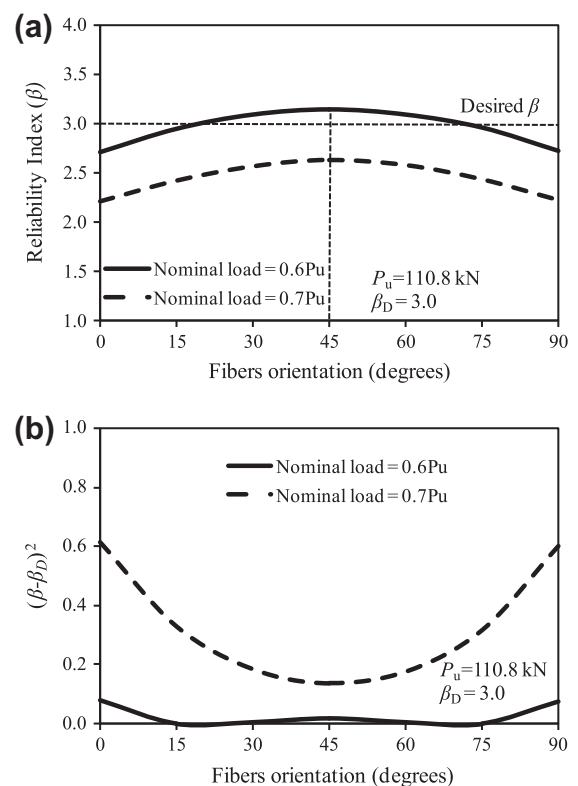 (a)
4.0
3.5
3.0
2.5
2.0
1.5
1.0
Reliability Index (β)
Desired β
Nominal load = 0.6Pu
Nominal load = 0.7Pu
Pu=110.8 kN
βD = 3.0
0 15 30 45 60 75 90
Fibers orientation (degrees)
(b)
1.0
0.8
0.6
0.4
0.2
0.0
(β-βD)²
Nominal load = 0.6Pu
Nominal load = 0.7Pu
Pu=110.8 kN
βD = 3.0
0 15 30 45 60 75 90
Fibers orientation (degrees)